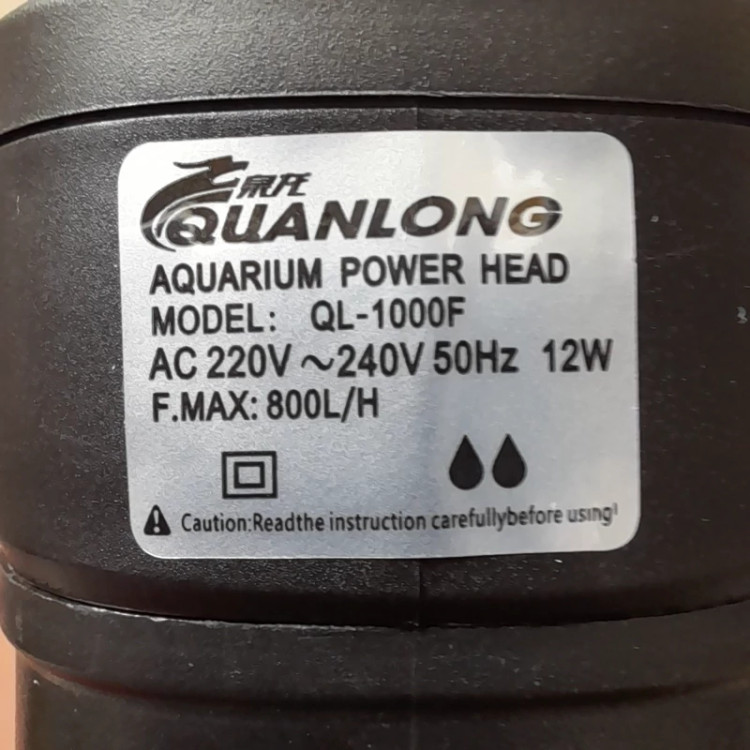 泉龙
QUANLONG
AQUARIUM POWER HEAD
MODEL: QL-1000F
AC 220V ～240V 50Hz 12W
F.MAX: 800L/H
Caution:Readthe instruction carefullybefore using!